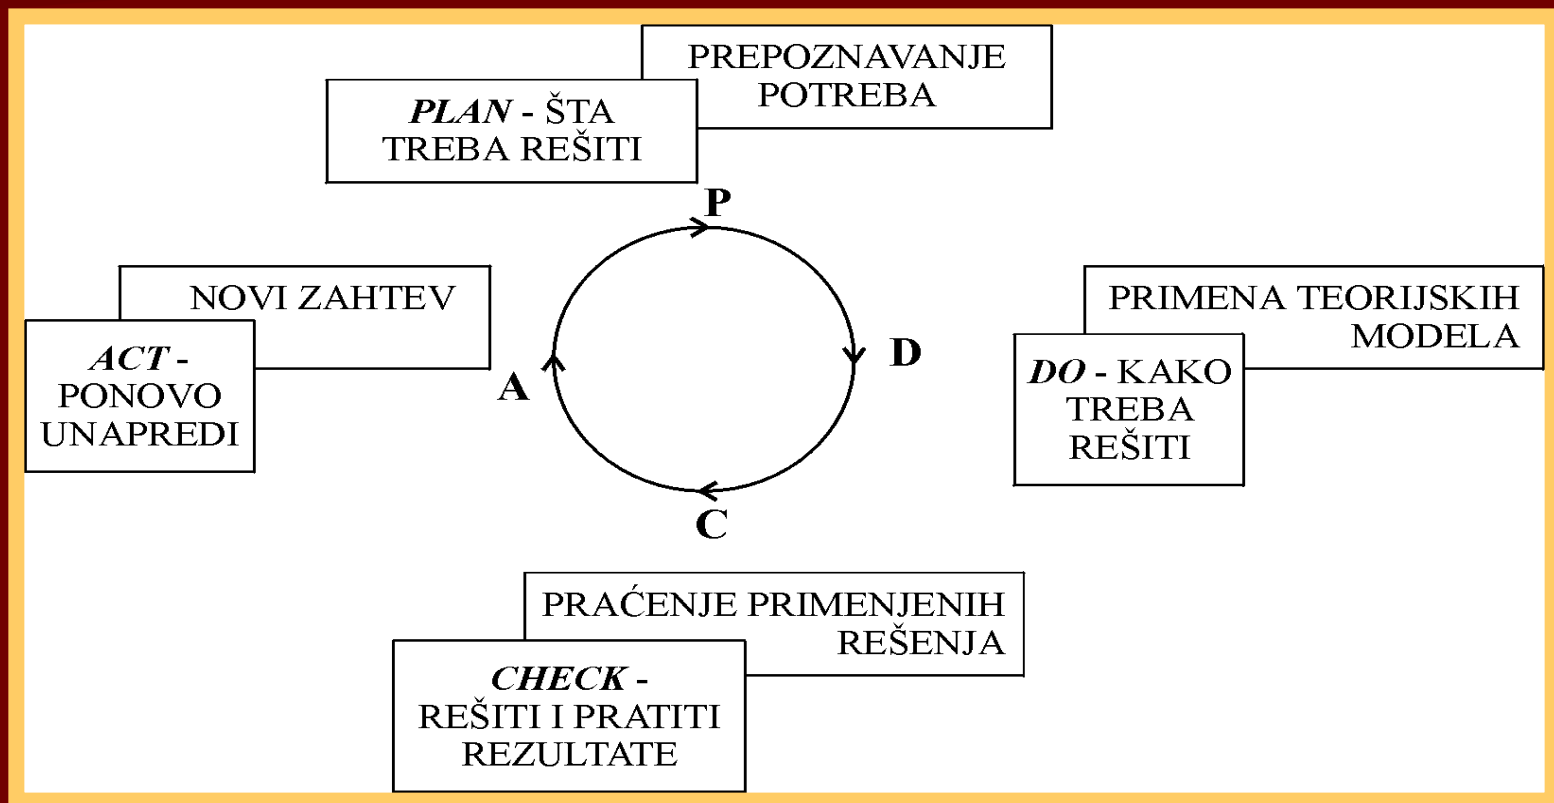 PREPOZNAVANJE
POTREBA
PLAN - ŠTA
TREBA REŠITI
P
NOVI ZAHTEV
ACT -
PONOVO
UNAPREDI
A
D
PRIMENA TEORIJSKIH
MODELA
DO - KAKO
TREBA
REŠITI
C
PRAĆENJE PRIMENJENIH
REŠENJA
CHECK -
REŠITI I PRATITI
REZULTATE